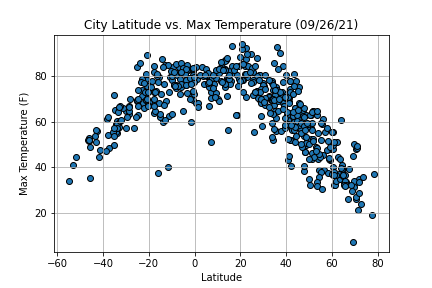 City Latitude vs. Max Temperature (09/26/21)
Max Temperature (F)
80
60
40
20
−60 −40 −20 0 20 40 60 80
Latitude